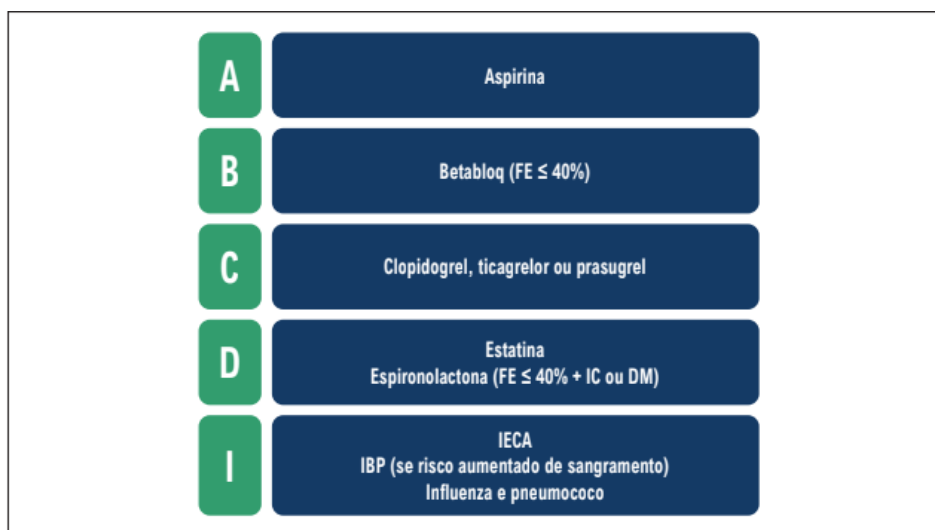 A
Aspirina
B
Betabloq (FE ≤ 40%)
C
Clopidogrel, ticagrelor ou prasugrel
D
Estatina
Espironolactona (FE ≤ 40% + IC ou DM)
I
IECA
IBP (se risco aumentado de sangramento)
Influenza e pneumococo